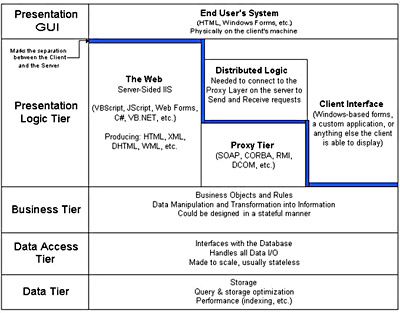 Presentation
GUI
End User's System
(HTML, Windows Forms, etc.)
Physically on the client's machine
Marks the separation
between the Client
and the Server
Presentation
Logic Tier
The Web
Server-Sided IIS
(VBScript, JScript, Web Forms,
C#, VB.NET, etc.)
Producing: HTML, XML,
DHTML, WML, etc.
Distributed Logic
Needed to connect to the
Proxy Layer on the server to
Send and Receive requests
Proxy Tier
(SOAP, CORBA, RMI,
DCOM, etc.)
Client Interface
(Windows-based forms,
a custom application, or
anything else the client
is able to display)
Business Tier
Business Objects and Rules
Data Manipulation and Transformation into Information
Could be designed in a stateful manner
Data Access
Tier
Interfaces with the Database
Handles all Data I/O
Made to scale, usually stateless
Data Tier
Storage
Query & storage optimization
Performance (indexing, etc.)